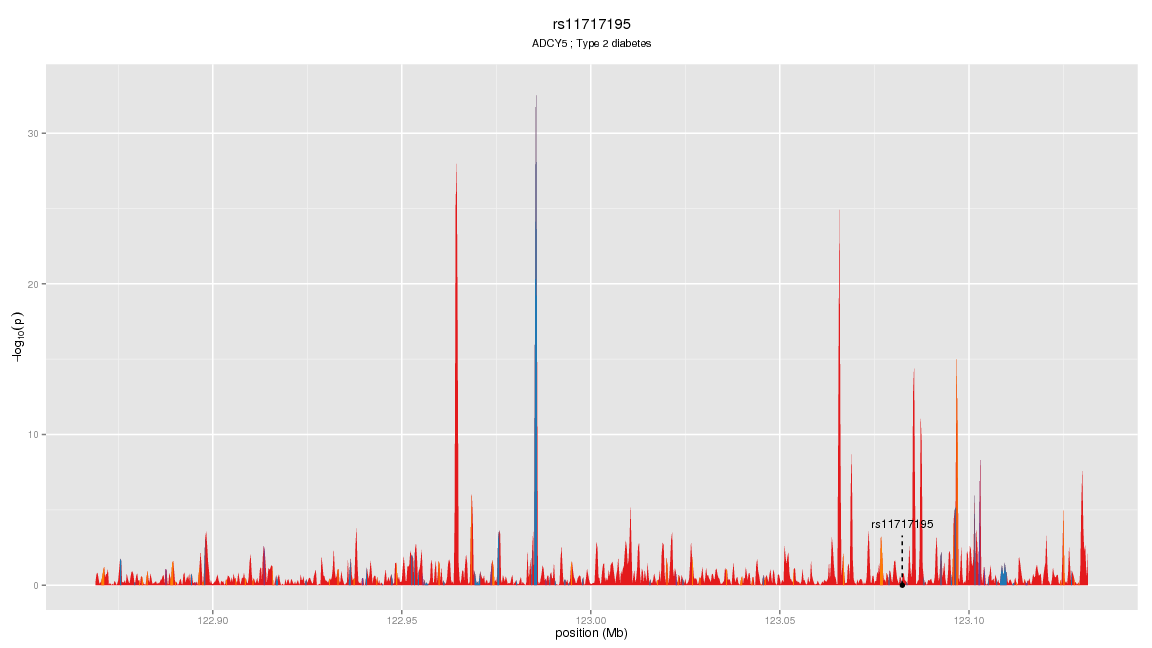 rs11717195
ADCY5 ; Type 2 diabetes
30
20
10
0
−log10(p)
rs11717195
122.90
122.95
123.00
123.05
123.10
position (Mb)